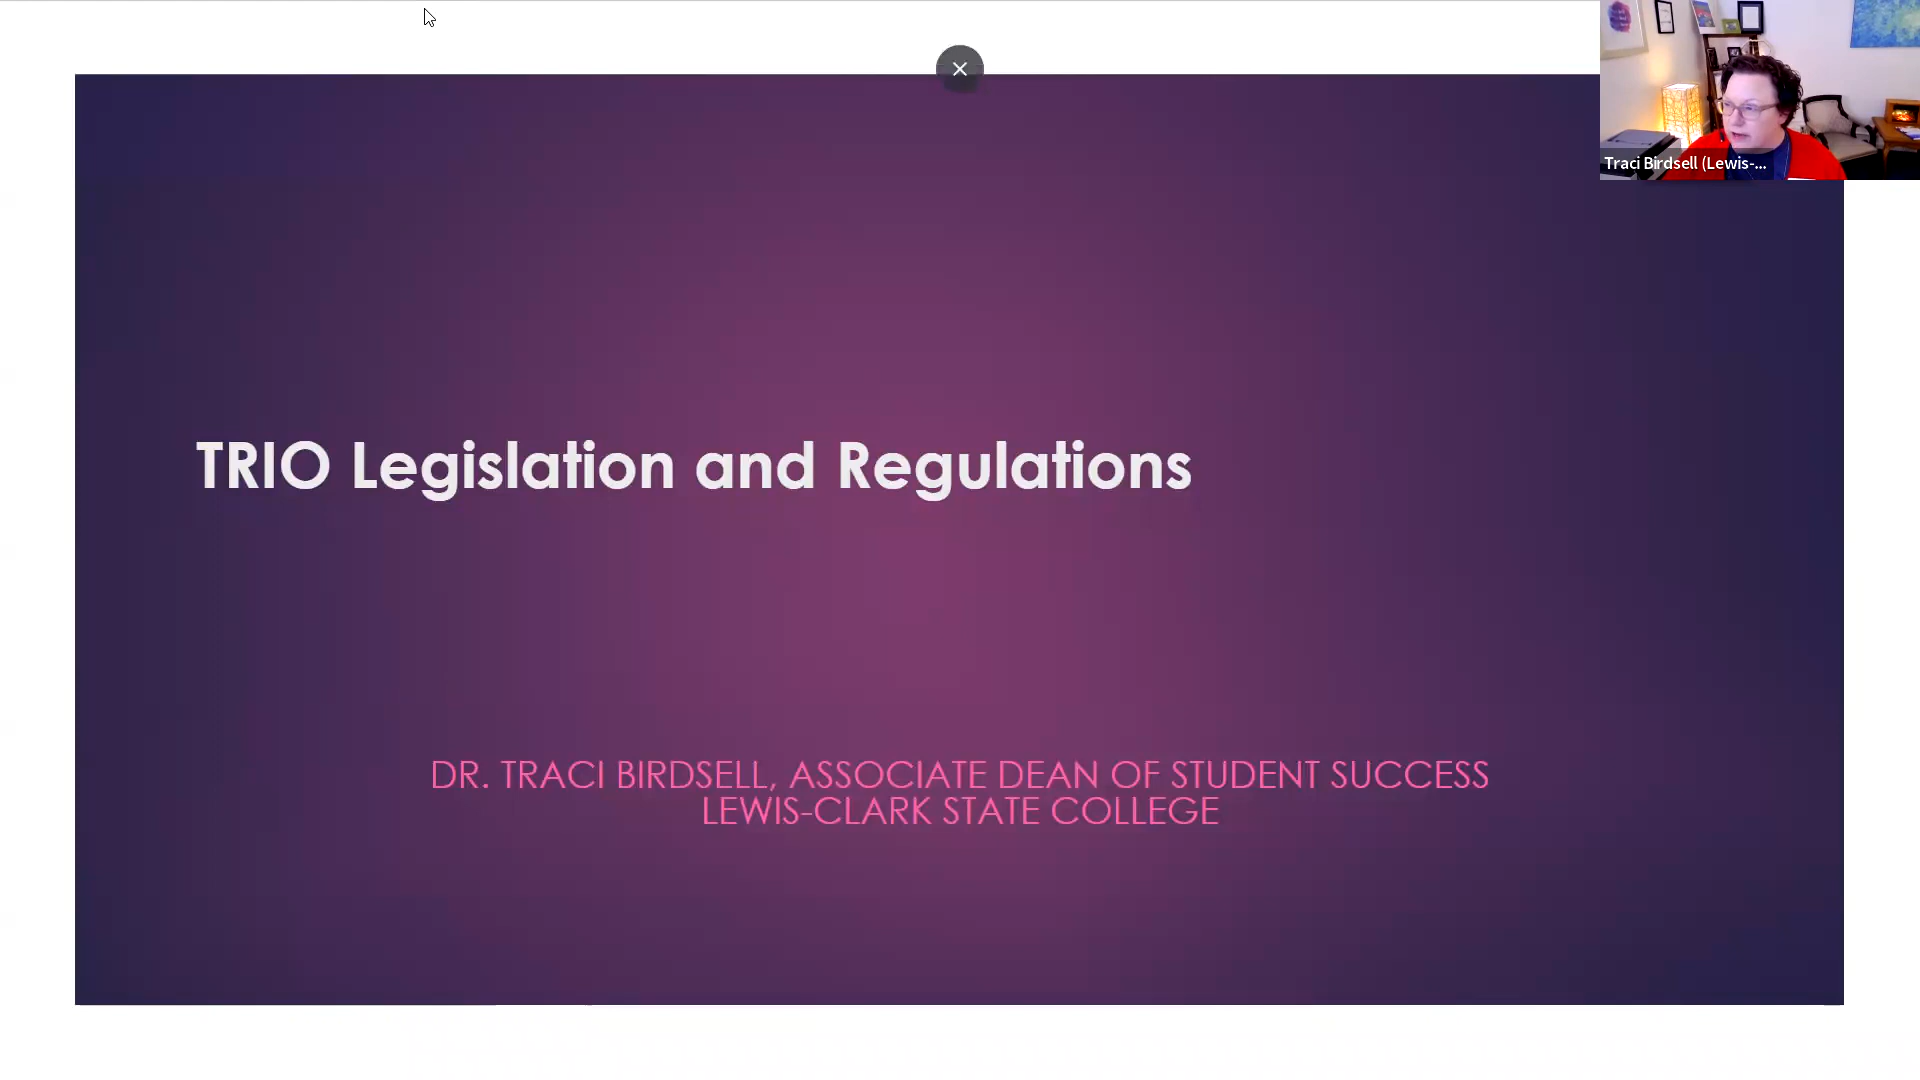 Traci Birdsell (Lewis-...
TRIO Legislation and Regulations
DR. TRACI BIRDSELL, ASSOCIATE DEAN OF STUDENT SUCCESS
LEWIS-CLARK STATE COLLEGE